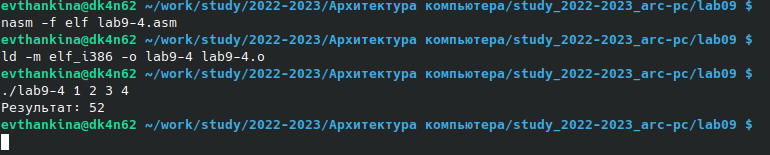 evthankina@dk4n62 ~/work/study/2022-2023/Архитектура компьютера/study_2022-2023_arc-pc/lab09 $
nasm -f elf lab9-4.asm
evthankina@dk4n62 ~/work/study/2022-2023/Архитектура компьютера/study_2022-2023_arc-pc/lab09 $
ld -m elf_i386 -o lab9-4 lab9-4.o
evthankina@dk4n62 ~/work/study/2022-2023/Архитектура компьютера/study_2022-2023_arc-pc/lab09 $
./lab9-4 1 2 3 4
Результат: 52
evthankina@dk4n62 ~/work/study/2022-2023/Архитектура компьютера/study_2022-2023_arc-pc/lab09 $